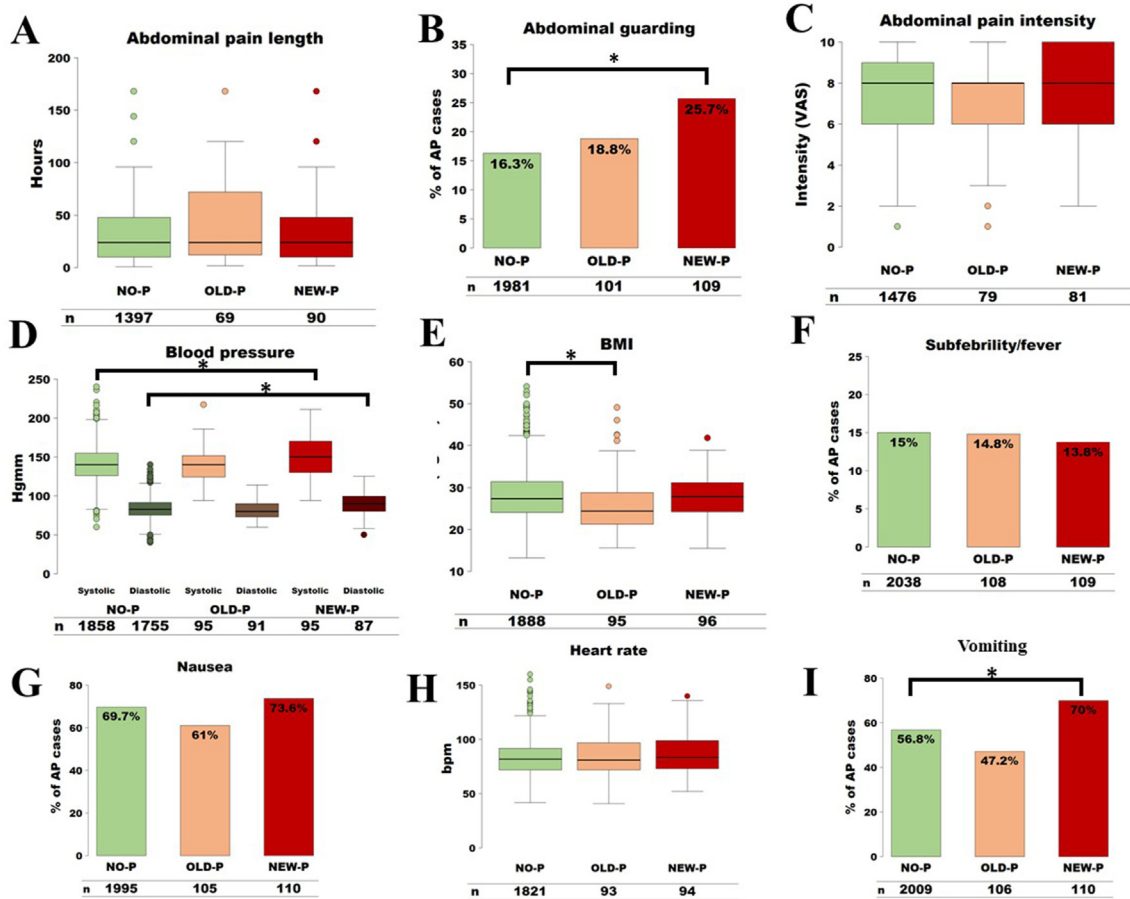 A
Abdominal pain length
Hours
200
150
100
50
0
NO-P OLD-P NEW-P
n 1397 69 90
B
Abdominal guarding
% of AP cases
35
30
25
20
15
10
5
0
*
16.3% 18.8% 25.7%
NO-P OLD-P NEW-P
n 1981 101 109
C
Abdominal pain intensity
Intensity (VAS)
10
8
6
4
2
0
NO-P OLD-P NEW-P
n 1476 79 81
D
Blood pressure
Hgmm
250
200
150
100
50
0
*
*
Systolic Diastolic Systolic Diastolic Systolic Diastolic
NO-P OLD-P NEW-P
n 1858 1755 95 91 95 87
E
BMI
60
50
40
30
20
10
*
NO-P OLD-P NEW-P
n 1888 95 96
F
Subfebrility/fever
% of AP cases
25
20
15
10
5
0
15% 14.8% 13.8%
NO-P OLD-P NEW-P
n 2038 108 109
G
Nausea
% of AP cases
80
60
40
20
0
69.7% 61% 73.6%
NO-P OLD-P NEW-P
n 1995 105 110
H
Heart rate
bpm
150
100
50
0
NO-P OLD-P NEW-P
n 1821 93 94
I
Vomiting
% of AP cases
80
60
40
20
0
*
56.8% 47.2% 70%
NO-P OLD-P NEW-P
n 2009 106 110